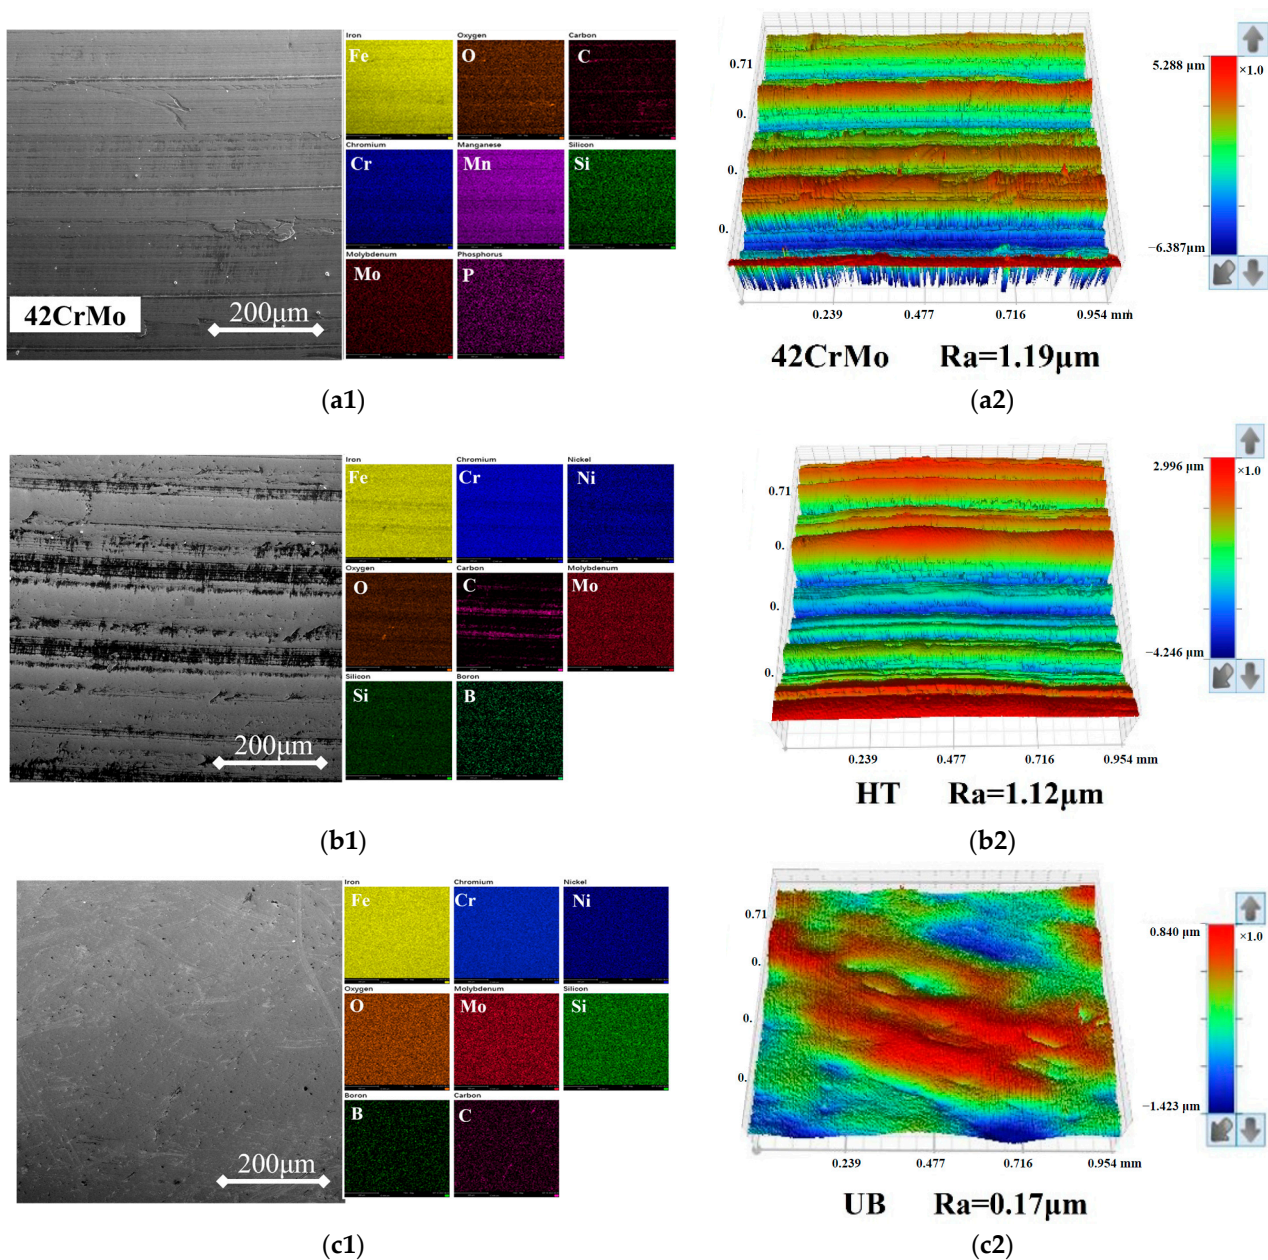 Iron Oxygen Carbon
Fe O C
Chromium Manganese Silicon
Cr Mn Si
Molybdenum Phosphorus
Mo P
42CrMo
200μm
0.71
0.
0.
0.
0.239 0.477 0.716 0.954 mm
5.288 μm
×1.0
−6.387μm
42CrMo Ra=1.19μm
(a1)
(a2)
Iron Chromium Nickel
Fe Cr Ni
Oxygen Carbon Molybdenum
O C Mo
Silicon Boron
Si B
200μm
0.71
0.
0.
0.
0.239 0.477 0.716 0.954 mm
2.996 μm
×1.0
−4.246 μm
HT Ra=1.12μm
(b1)
(b2)
Iron Chromium Nickel
Fe Cr Ni
Oxygen Molybdenum Silicon
O Mo Si
Boron Carbon
B C
200μm
0.71
0.
0.
0.
0.239 0.477 0.716 0.954 mm
0.840 μm
×1.0
−1.423 μm
UB Ra=0.17μm
(c1)
(c2)